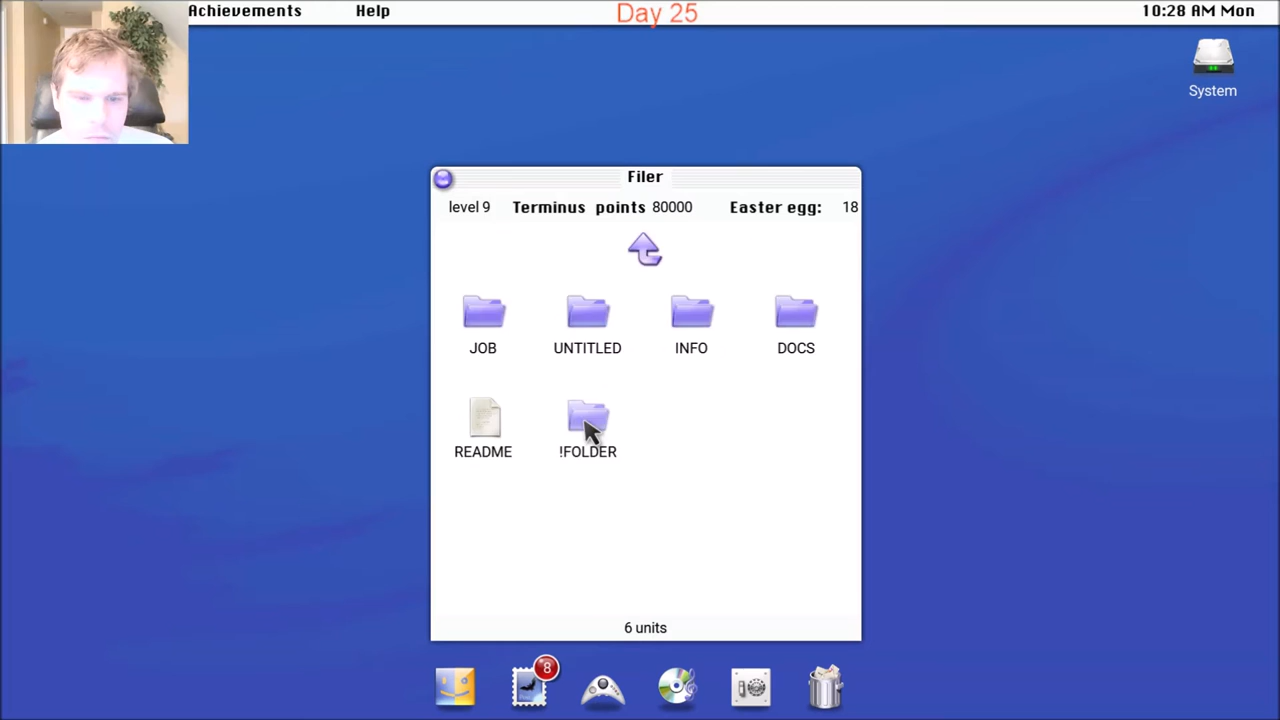 Achievements Help Day 25 10:28 AM Mon
System
Filer
level 9 Terminus points 80000 Easter egg: 18
JOB UNTITLED INFO DOCS
README !FOLDER
6 units
8